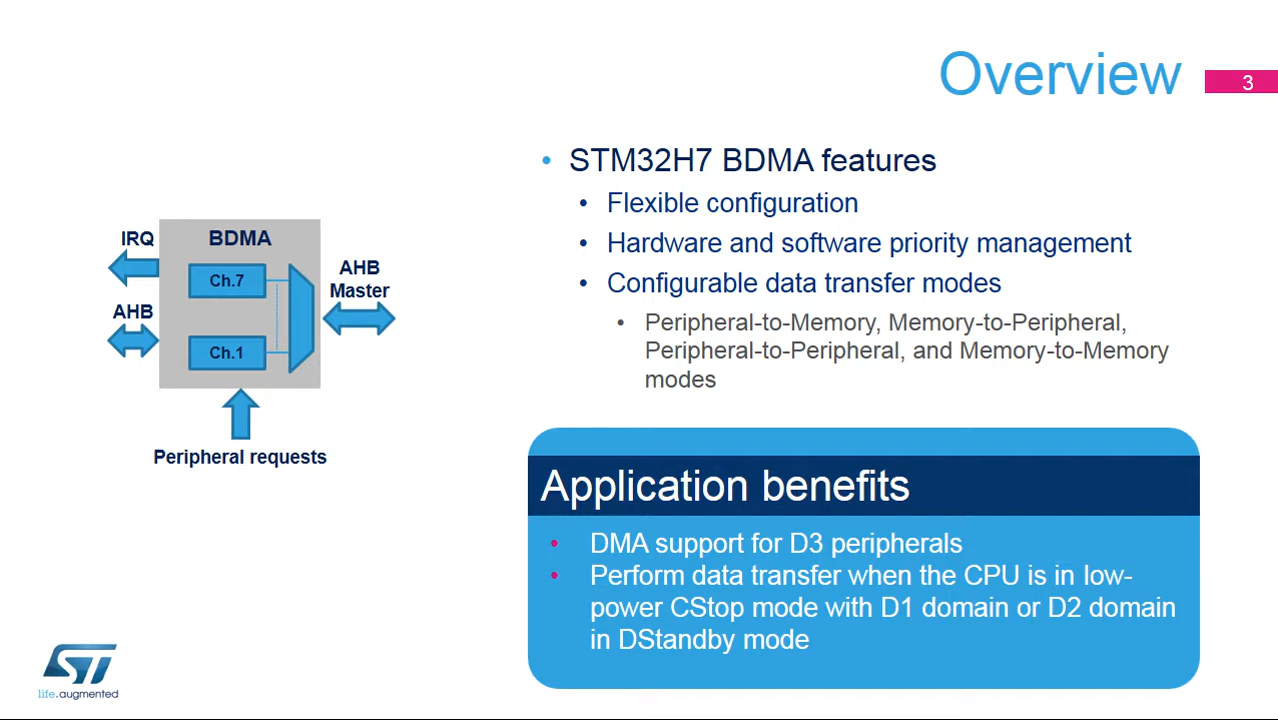 Overview
3
• STM32H7 BDMA features
• Flexible configuration
• Hardware and software priority management
• Configurable data transfer modes
• Peripheral-to-Memory, Memory-to-Peripheral,
Peripheral-to-Peripheral, and Memory-to-Memory
modes
IRQ
BDMA
Ch.7
AHB
Master
AHB
Ch.1
Peripheral requests
Application benefits
• DMA support for D3 peripherals
• Perform data transfer when the CPU is in low-
power CStop mode with D1 domain or D2 domain
in DStandby mode
ST
life.augmented